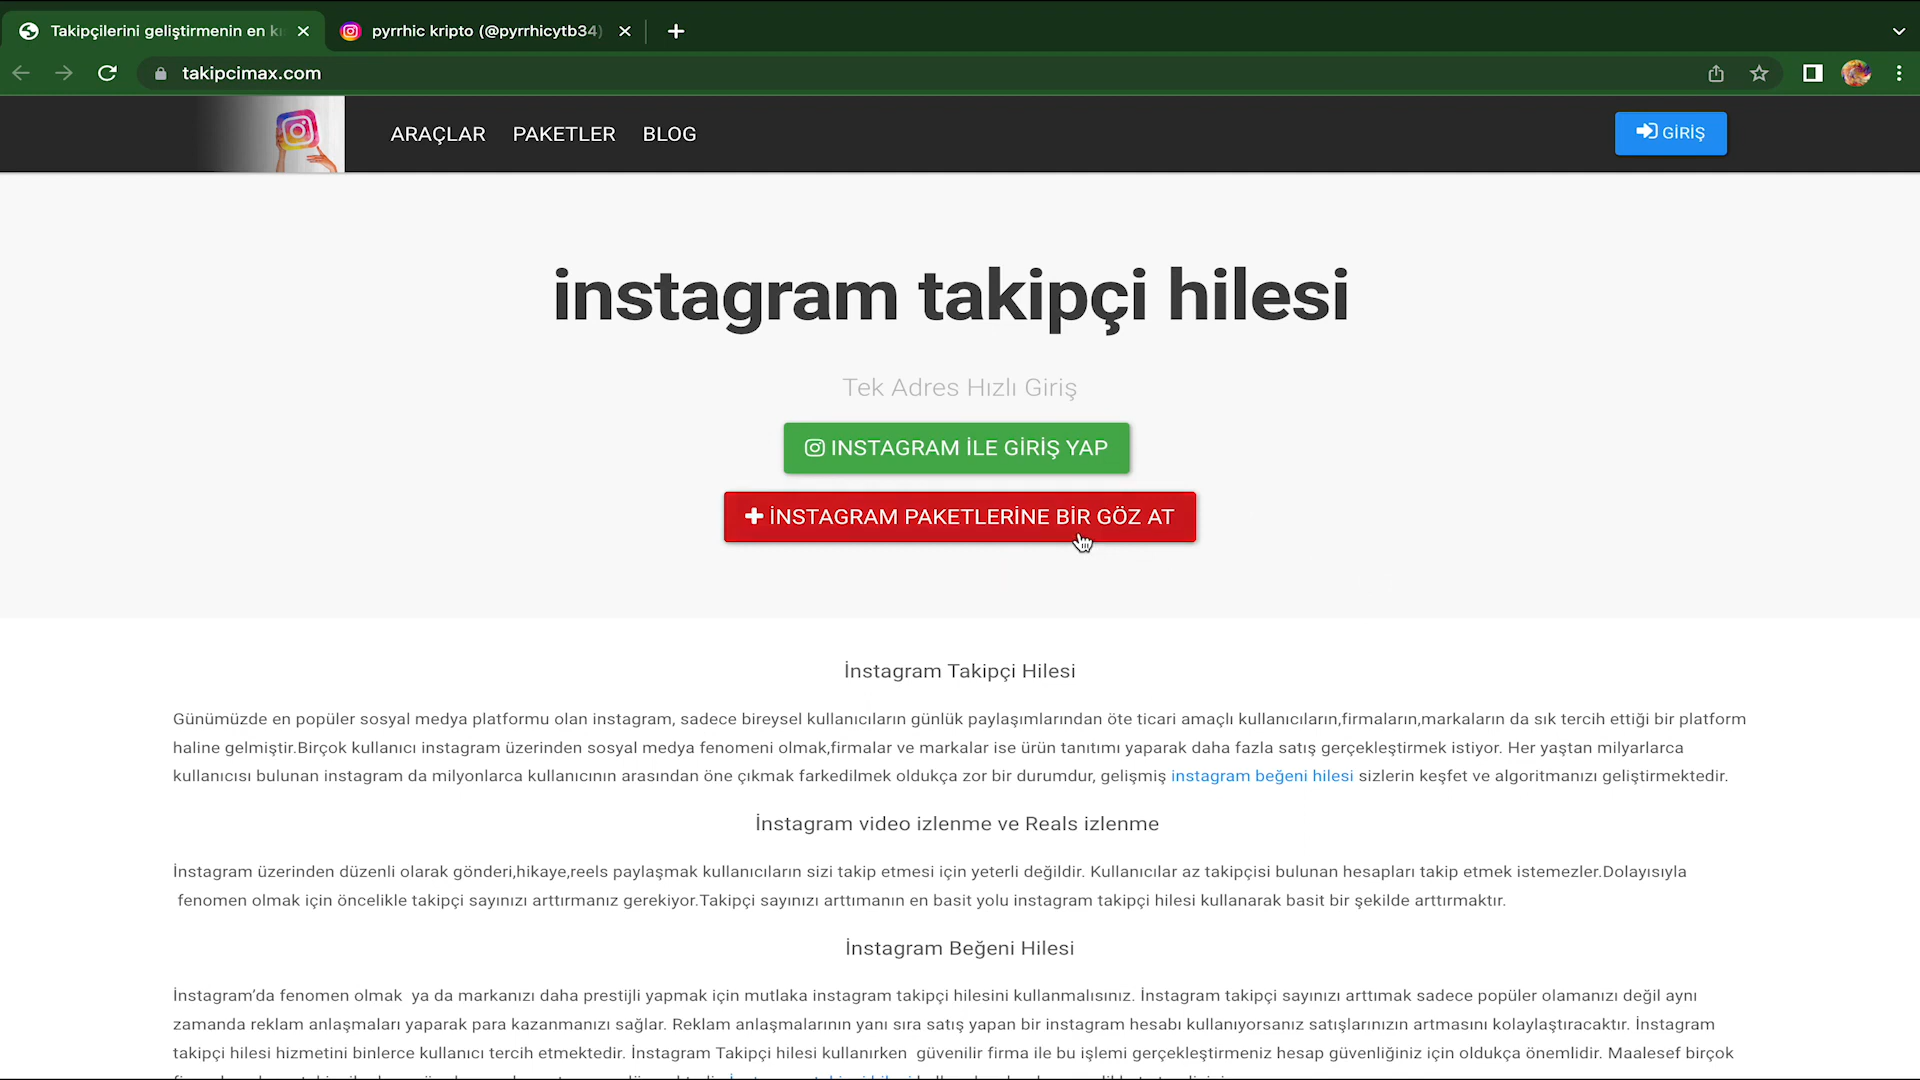 Takipçilerini geliştirmenin en kı
pyrrhic kripto (@pyrrhicytb34)
takipcimax.com
ARAÇLAR PAKETLER BLOG
GİRİŞ
instagram takipçi hilesi
Tek Adres Hızlı Giriş
INSTAGRAM İLE GİRİŞ YAP
İNSTAGRAM PAKETLERİNE BİR GÖZ AT
İnstagram Takipçi Hilesi
Günümüzde en popüler sosyal medya platformu olan instagram, sadece bireysel kullanıcıların günlük paylaşımlarından öte ticari amaçlı kullanıcıların,firmaların,markaların da sık tercih ettiği bir platform
haline gelmiştir.Birçok kullanıcı instagram üzerinden sosyal medya fenomeni olmak,firmalar ve markalar ise ürün tanıtımı yaparak daha fazla satış gerçekleştirmek istiyor. Her yaştan milyarlarca
kullanıcısı bulunan instagram da milyonlarca kullanıcının arasından öne çıkmak farkedilmek oldukça zor bir durumdur, gelişmiş instagram beğeni hilesi sizlerin keşfet ve algoritmanızı geliştirmektedir.
İnstagram video izlenme ve Reals izlenme
İnstagram üzerinden düzenli olarak gönderi,hikaye,reels paylaşmak kullanıcıların sizi takip etmesi için yeterli değildir. Kullanıcılar az takipçisi bulunan hesapları takip etmek istemezler.Dolayısıyla
fenomen olmak için öncelikle takipçi sayınızı arttırmanız gerekiyor.Takipçi sayınızı arttımanın en basit yolu instagram takipçi hilesi kullanarak basit bir şekilde arttırmaktır.
İnstagram Beğeni Hilesi
İnstagram'da fenomen olmak ya da markanızı daha prestijli yapmak için mutlaka instagram takipçi hilesini kullanmalısınız. İnstagram takipçi sayınızı arttımak sadece popüler olamanızı değil aynı
zamanda reklam anlaşmaları yaparak para kazanmanızı sağlar. Reklam anlaşmalarının yanı sıra satış yapan bir instagram hesabı kullanıyorsanız satışlarınızın artmasını kolaylaştıracaktır. İnstagram
takipçi hilesi hizmetini binlerce kullanıcı tercih etmektedir. İnstagram Takipçi hilesi kullanırken güvenilir firma ile bu işlemi gerçekleştirmeniz hesap güvenliğiniz için oldukça önemlidir. Maalesef birçok